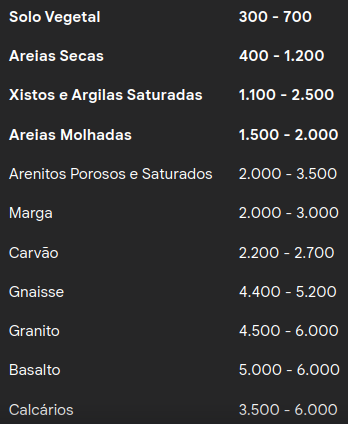 Solo Vegetal 300 - 700
Areias Secas 400 - 1.200
Xistos e Argilas Saturadas 1.100 - 2.500
Areias Molhadas 1.500 - 2.000
Arenitos Porosos e Saturados 2.000 - 3.500
Marga 2.000 - 3.000
Carvão 2.200 - 2.700
Gnaisse 4.400 - 5.200
Granito 4.500 - 6.000
Basalto 5.000 - 6.000
Calcários 3.500 - 6.000